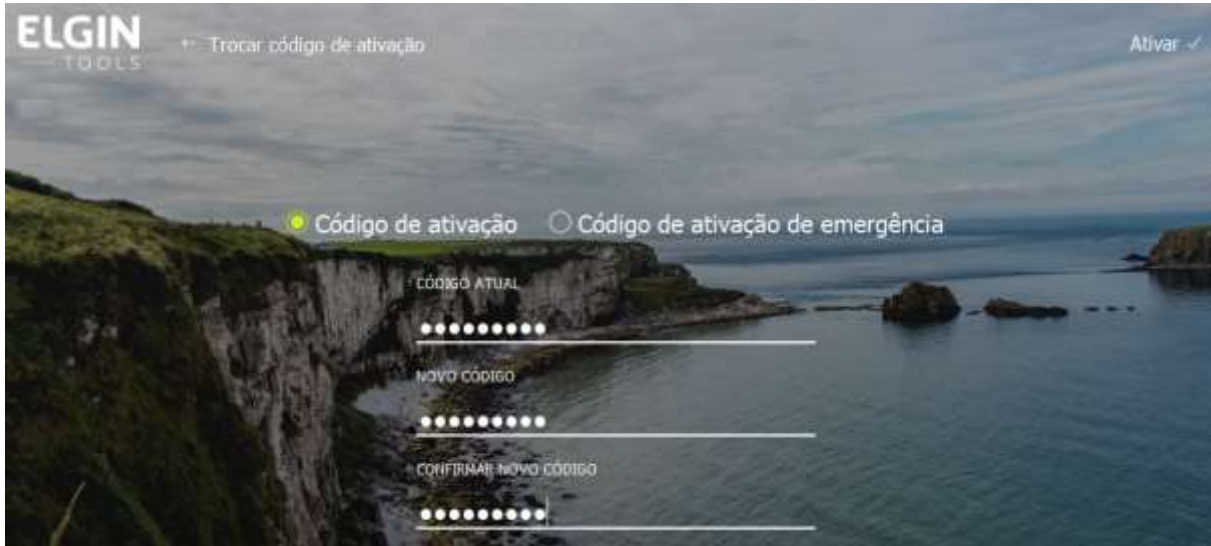 ELGIN
TOOLS
← Trocar código de ativação
Ativar ✓
Código de ativação
Código de ativação de emergência
CÓDIGO ATUAL
●●●●●●●●●
NOVO CÓDIGO
●●●●●●●●●
CONFIRMAR NOVO CÓDIGO
●●●●●●●●●